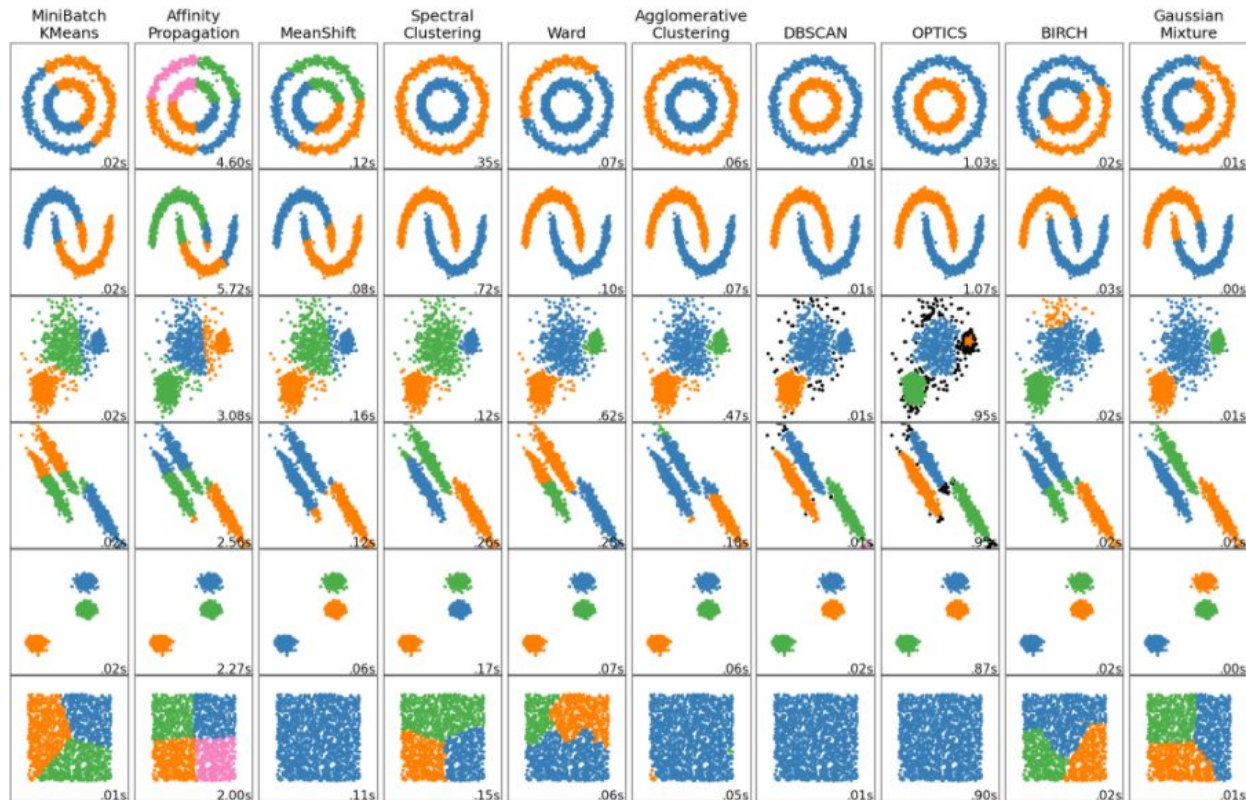 MiniBatch
KMeans
Affinity
Propagation
MeanShift
Spectral
Clustering
Ward
Agglomerative
Clustering
DBSCAN
OPTICS
BIRCH
Gaussian
Mixture
.02s
4.60s
.12s
.35s
.07s
.06s
.01s
1.03s
.02s
.01s
.02s
5.72s
.08s
.72s
.10s
.07s
.01s
1.07s
.03s
.00s
.02s
3.08s
.16s
.12s
.62s
.47s
.01s
.95s
.02s
.01s
.02s
2.56s
.12s
.26s
.18s
.01s
.02s
.01s
.02s
2.27s
.06s
.17s
.07s
.06s
.02s
.87s
.02s
.00s
.01s
2.00s
.11s
.15s
.06s
.05s
.01s
.90s
.02s
.01s